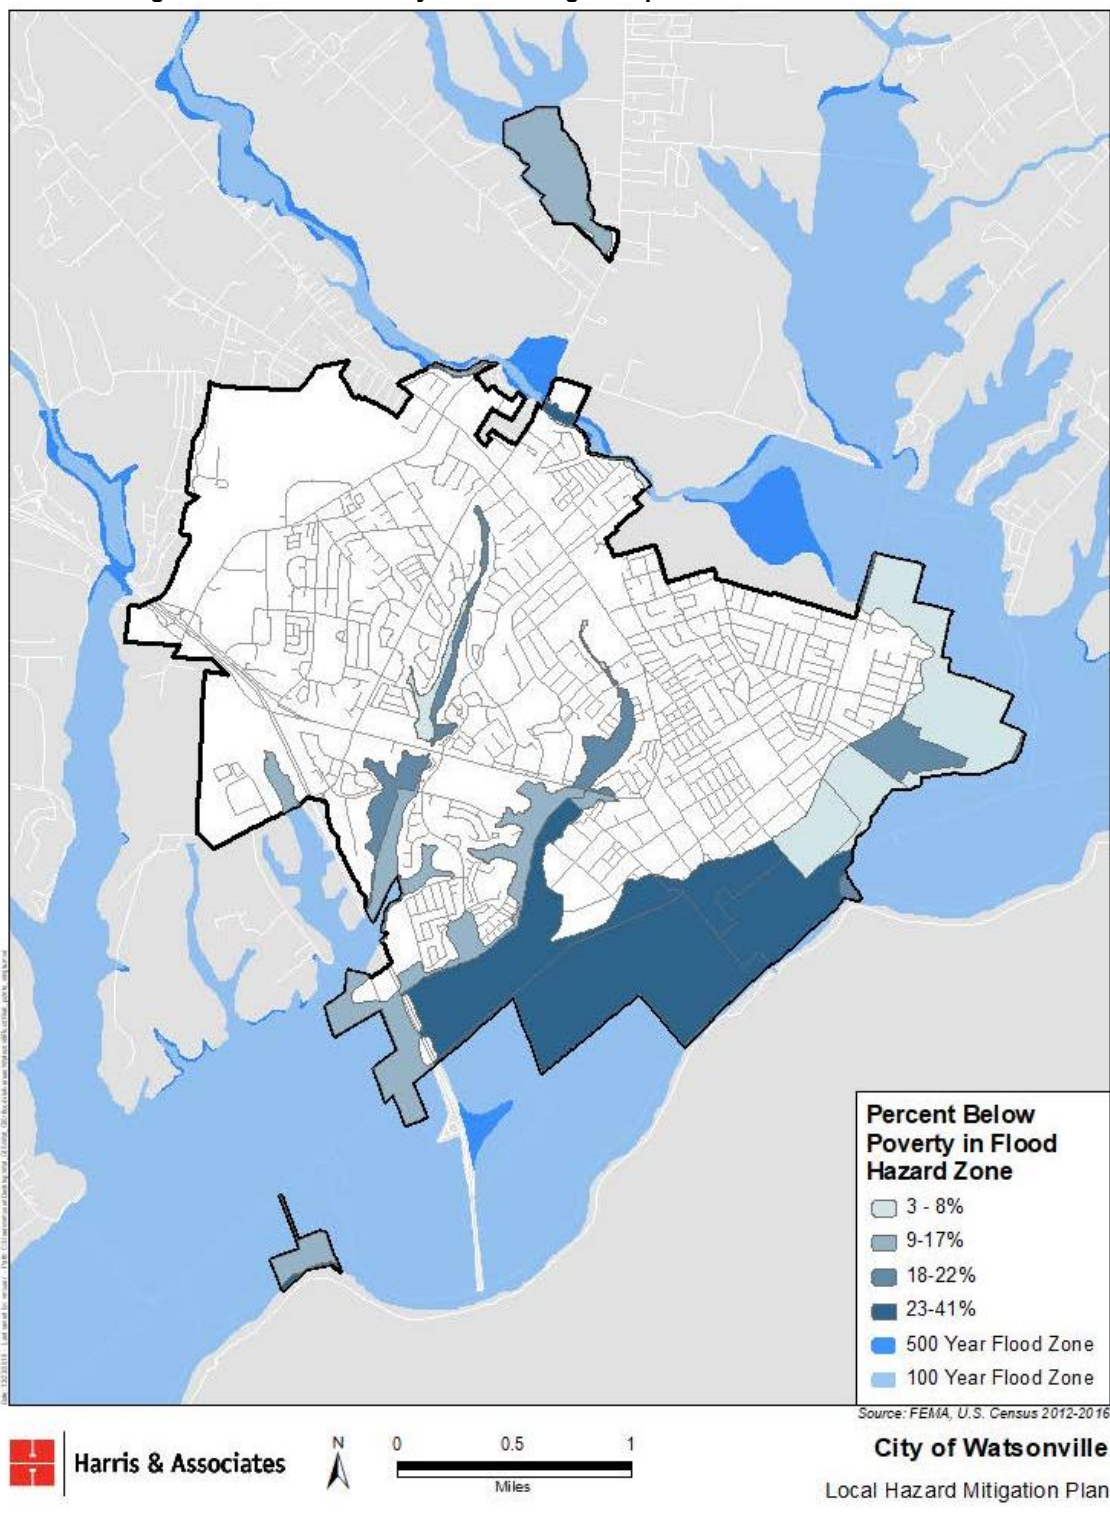 Percent Below
Poverty in Flood
Hazard Zone
3 - 8%
9-17%
18-22%
23-41%
500 Year Flood Zone
100 Year Flood Zone
Source: FEMA, U.S. Census 2012-2016
Harris & Associates
N
0 0.5 1
Miles
City of Watsonville
Local Hazard Mitigation Plan